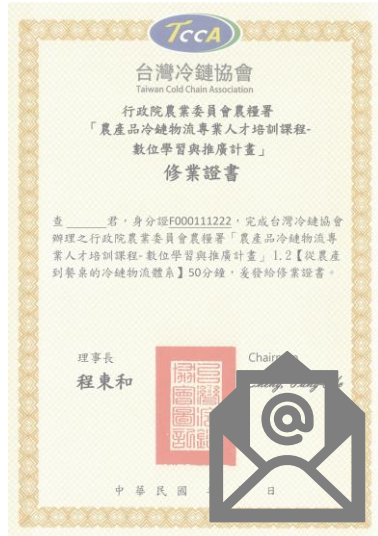 TCCA
台灣冷鏈協會
Taiwan Cold Chain Association
行政院農業委員會農糧署
「農產品冷鏈物流專業人才培訓課程-
數位學習與推廣計畫」
修業證書
查 ______ 君，身分證F000111222，完成台灣冷鏈協會
辦理之行政院農業委員會農糧署「農產品冷鏈物流專
業人才培訓課程-數位學習與推廣計畫」1.2【從農產
到餐桌的冷鏈物流體系】50分鐘，爰發給修業證書。
理事長
程東和
中 華 民 國
日